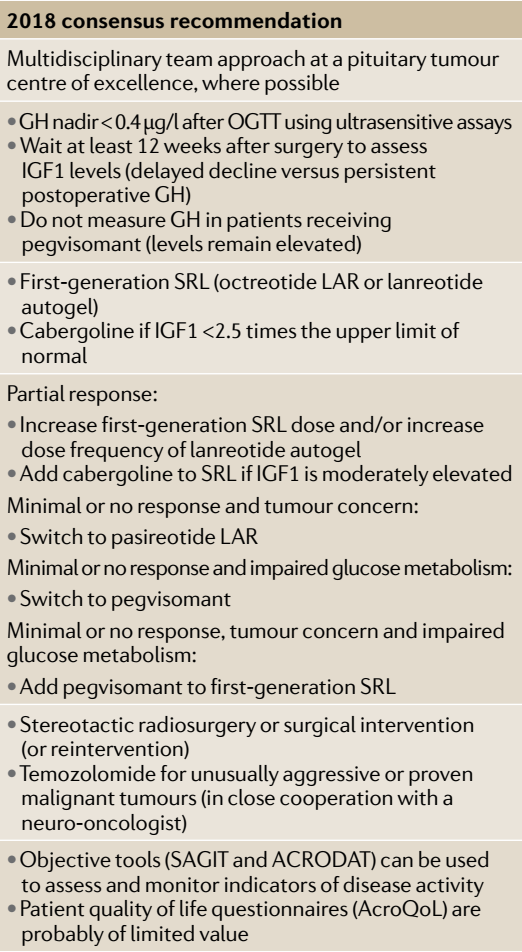 2018 consensus recommendation
Multidisciplinary team approach at a pituitary tumour
centre of excellence, where possible
• GH nadir < 0.4 μg/l after OGTT using ultrasensitive assays
• Wait at least 12 weeks after surgery to assess
IGF1 levels (delayed decline versus persistent
postoperative GH)
• Do not measure GH in patients receiving
pegvisomant (levels remain elevated)
• First-generation SRL (octreotide LAR or lanreotide
autogel)
• Cabergoline if IGF1 <2.5 times the upper limit of
normal
Partial response:
• Increase first-generation SRL dose and/or increase
dose frequency of lanreotide autogel
• Add cabergoline to SRL if IGF1 is moderately elevated
Minimal or no response and tumour concern:
• Switch to pasireotide LAR
Minimal or no response and impaired glucose metabolism:
• Switch to pegvisomant
Minimal or no response, tumour concern and impaired
glucose metabolism:
• Add pegvisomant to first-generation SRL
• Stereotactic radiosurgery or surgical intervention
(or reintervention)
• Temozolomide for unusually aggressive or proven
malignant tumours (in close cooperation with a
neuro-oncologist)
• Objective tools (SAGIT and ACRODAT) can be used
to assess and monitor indicators of disease activity
• Patient quality of life questionnaires (AcroQoL) are
probably of limited value